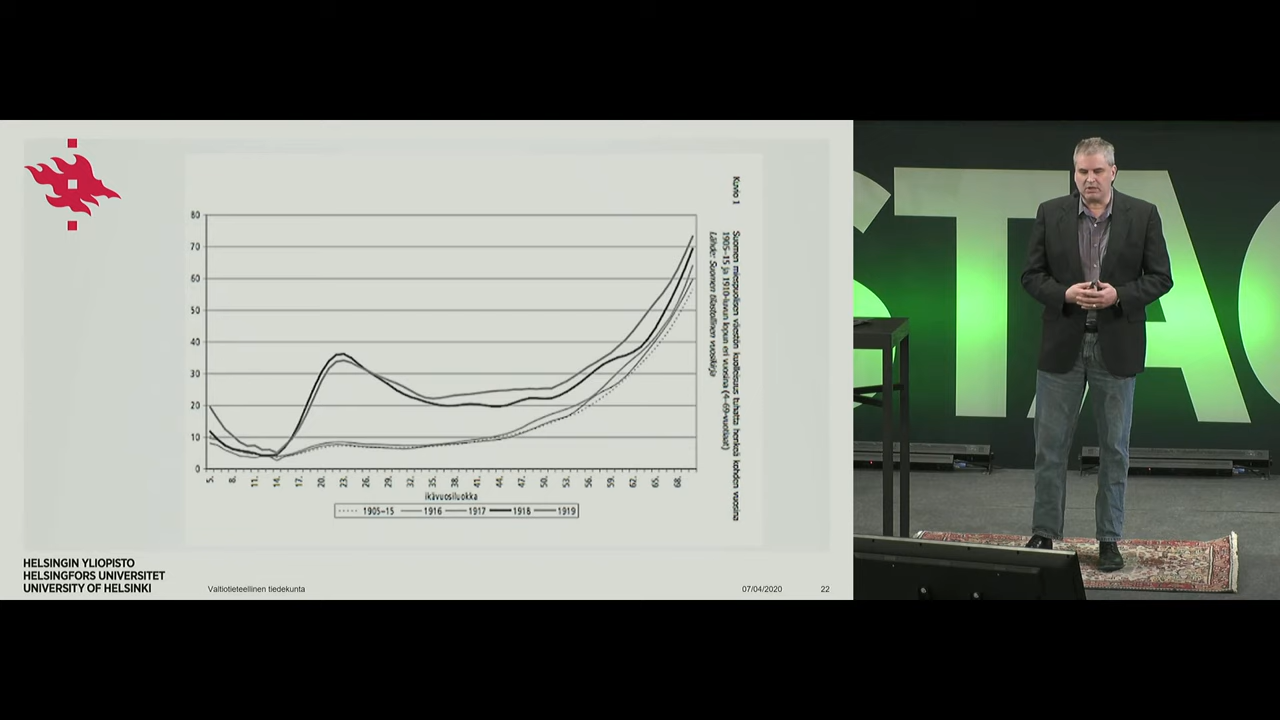 Kuvio 1
Suomen miespuolisen väestön kuolleisuus tuhatta henkeä kohden vuosina
1905–15 ja 1910-luvun lopun eri vuosina (4–69-vuotiaat)
Lähde: Suomen tilastollinen vuosikirja
80
70
60
50
40
30
20
10
0
5. 8. 11. 14. 17. 20. 23. 26. 29. 32. 35. 38. 41. 44. 47. 50. 53. 56. 59. 62. 65. 68.
ikävuosiluokka
1905–15 1916 1917 1918 1919
HELSINGIN YLIOPISTO
HELSINGFORS UNIVERSITET
UNIVERSITY OF HELSINKI
Valtiotieteellinen tiedekunta
07/04/2020
22
STAG